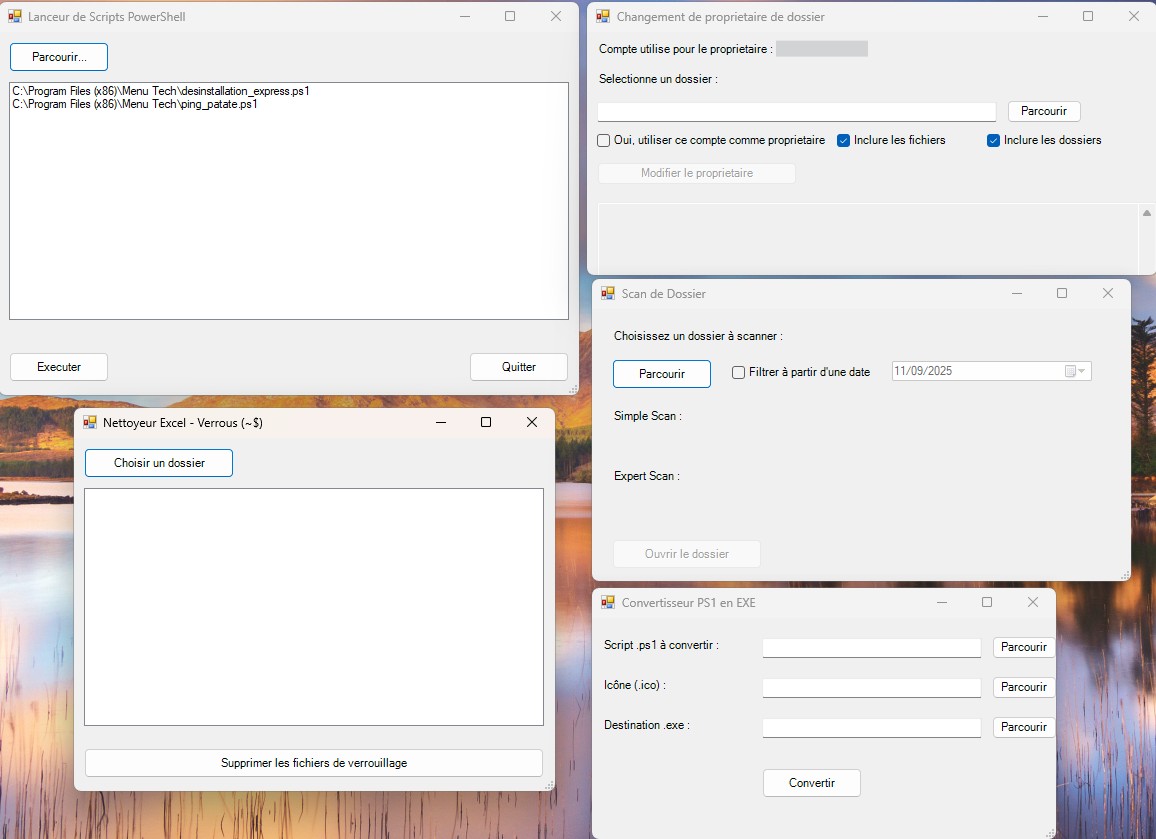 Lanceur de Scripts PowerShell
Parcourir...
C:\Program Files (x86)\Menu Tech\desinstallation_express.ps1
C:\Program Files (x86)\Menu Tech\ping_patate.ps1
Executer
Quitter
Changement de proprietaire de dossier
Compte utilise pour le proprietaire :
Selectionne un dossier :
Parcourir
Oui, utiliser ce compte comme proprietaire
Inclure les fichiers
Inclure les dossiers
Modifier le proprietaire
Scan de Dossier
Choisissez un dossier à scanner :
Parcourir
Filtrer à partir d'une date
11/09/2025
Simple Scan :
Expert Scan :
Ouvrir le dossier
Nettoyeur Excel - Verrous (~$)
Choisir un dossier
Supprimer les fichiers de verrouillage
Convertisseur PS1 en EXE
Script .ps1 à convertir :
Parcourir
Icône (.ico) :
Parcourir
Destination .exe :
Parcourir
Convertir